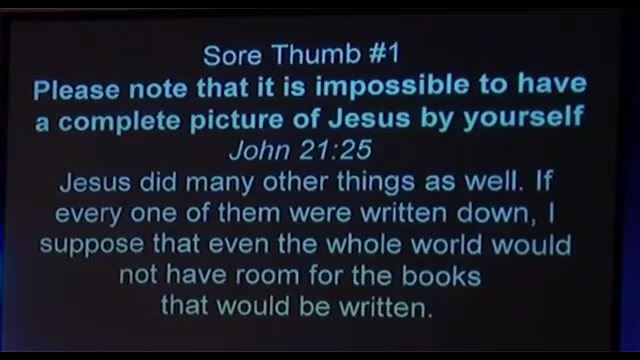 Sore Thumb #1
Please note that it is impossible to have
a complete picture of Jesus by yourself
John 21:25
Jesus did many other things as well. If
every one of them were written down, I
suppose that even the whole world would
not have room for the books
that would be written.